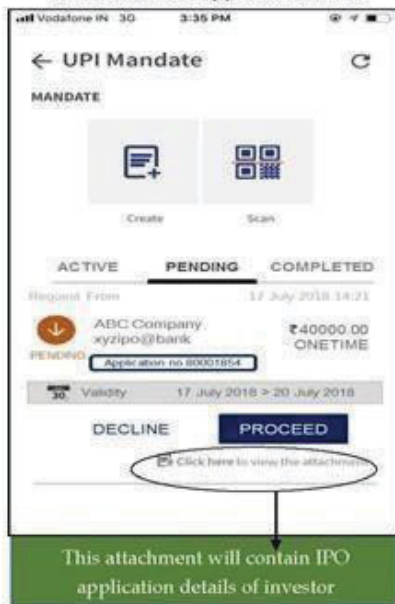 Vodafone IN 3G 3:35 PM
← UPI Mandate
MANDATE
Create Scan
ACTIVE PENDING COMPLETED
Request From 17 July 2018 14:21
ABC Company
xyzipo@bank
₹40000.00
ONETIME
PENDING
Application no 80001854
30 Validity 17 July 2018 > 20 July 2018
DECLINE PROCEED
Click here to view the attachment
This attachment will contain IPO
application details of investor